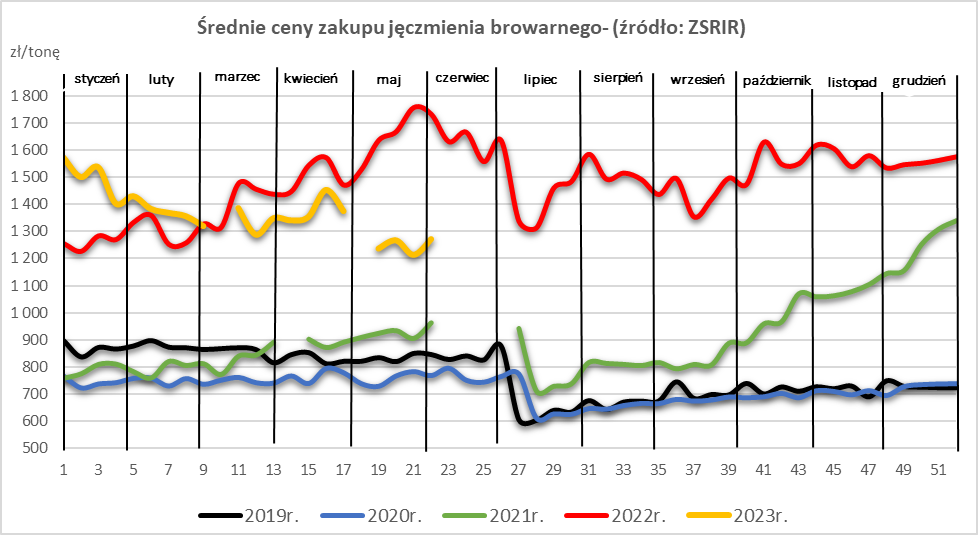 Średnie ceny zakupu jęczmienia browarnego- (źródło: ZSRIR)
zł/tonę
styczeń luty marzec kwiecień maj czerwiec lipiec sierpień wrzesień październik listopad grudzień
1 800
1 700
1 600
1 500
1 400
1 300
1 200
1 100
1 000
900
800
700
600
500
1 3 5 7 9 11 13 15 17 19 21 23 25 27 29 31 33 35 37 39 41 43 45 47 49 51
2019r. 2020r. 2021r. 2022r. 2023r.